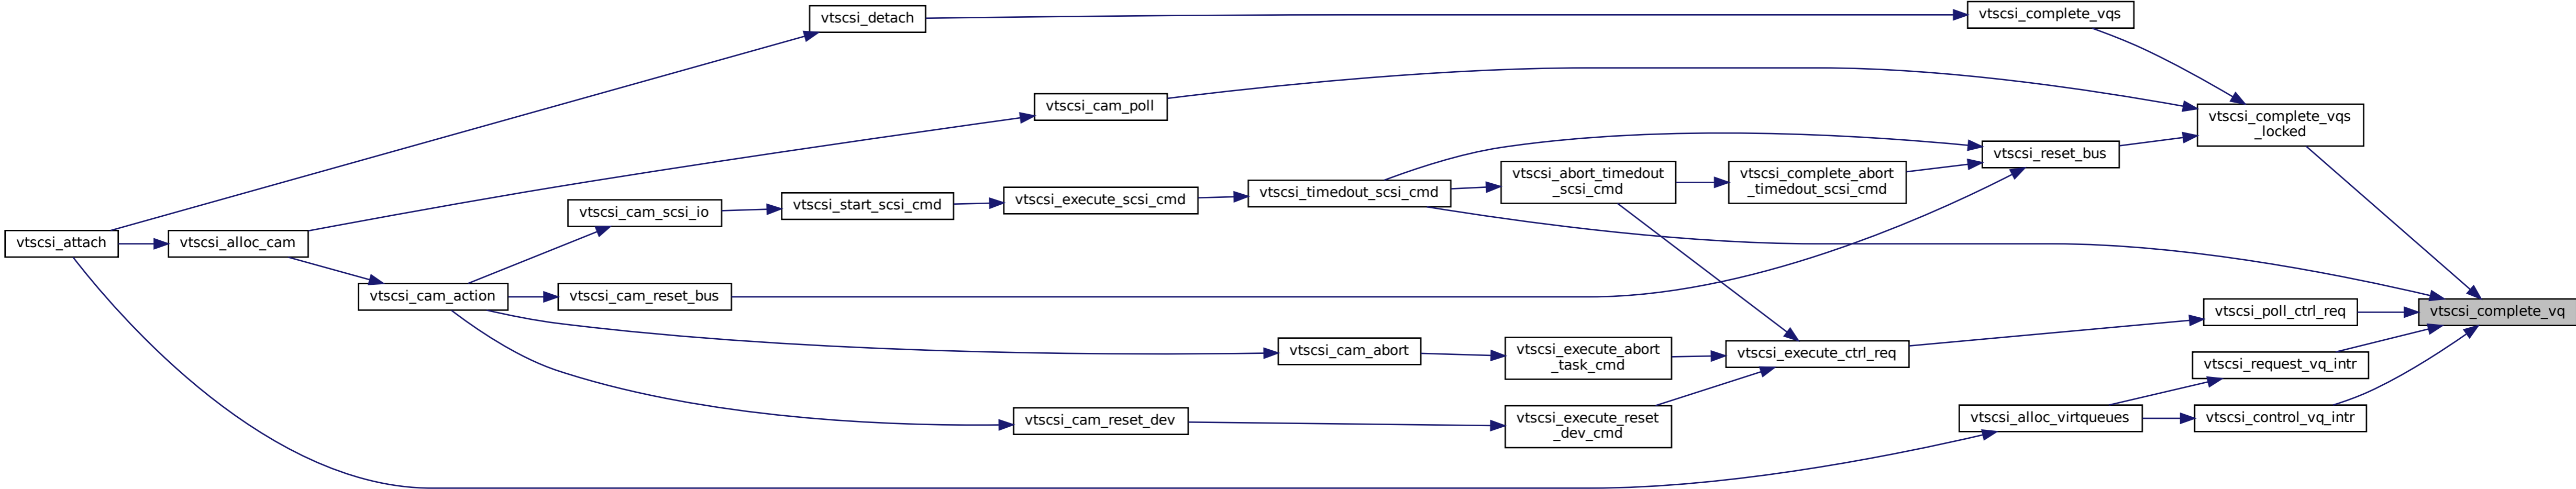 vtscsi_detach
vtscsi_complete_vqs
vtscsi_cam_poll
vtscsi_complete_vqs
_locked
vtscsi_reset_bus
vtscsi_abort_timedout
_scsi_cmd
vtscsi_complete_abort
_timedout_scsi_cmd
vtscsi_timedout_scsi_cmd
vtscsi_execute_scsi_cmd
vtscsi_start_scsi_cmd
vtscsi_cam_scsi_io
vtscsi_attach
vtscsi_alloc_cam
vtscsi_cam_action
vtscsi_cam_reset_bus
vtscsi_poll_ctrl_req
vtscsi_complete_vq
vtscsi_cam_abort
vtscsi_execute_abort
_task_cmd
vtscsi_execute_ctrl_req
vtscsi_request_vq_intr
vtscsi_cam_reset_dev
vtscsi_execute_reset
_dev_cmd
vtscsi_alloc_virtqueues
vtscsi_control_vq_intr